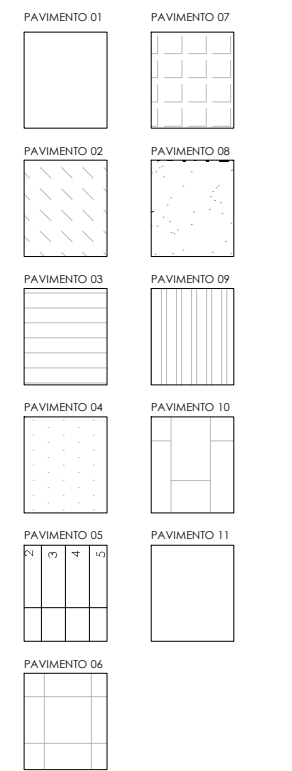 PAVIMENTO 01
PAVIMENTO 07
PAVIMENTO 02
PAVIMENTO 08
PAVIMENTO 03
PAVIMENTO 09
PAVIMENTO 04
PAVIMENTO 10
PAVIMENTO 05
PAVIMENTO 11
2 3 4 5
PAVIMENTO 06